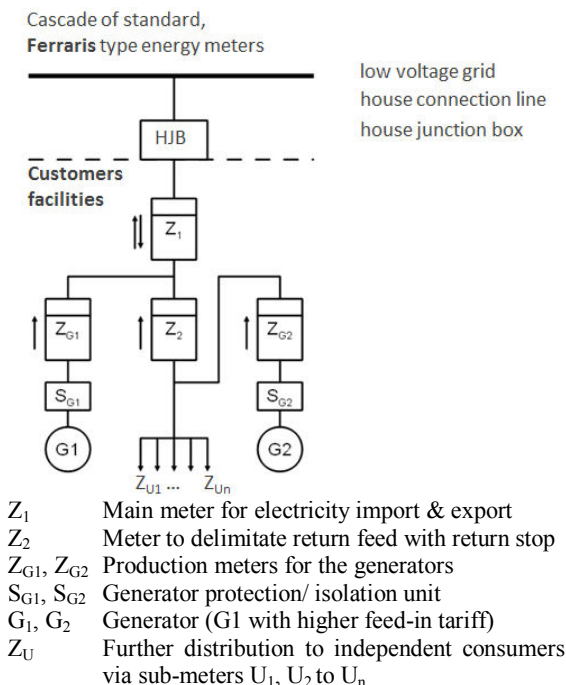 Cascade of standard,
Ferraris type energy meters
low voltage grid
house connection line
house junction box
HJB
Customers
facilities
Z1
ZG1
Z2
ZG2
SG1
SG2
G1
G2
ZU1 ... ZUn
Z1 Main meter for electricity import & export
Z2 Meter to delimitate return feed with return stop
ZG1, ZG2 Production meters for the generators
SG1, SG2 Generator protection/ isolation unit
G1, G2 Generator (G1 with higher feed-in tariff)
ZU Further distribution to independent consumers
via sub-meters U1, U2 to Un